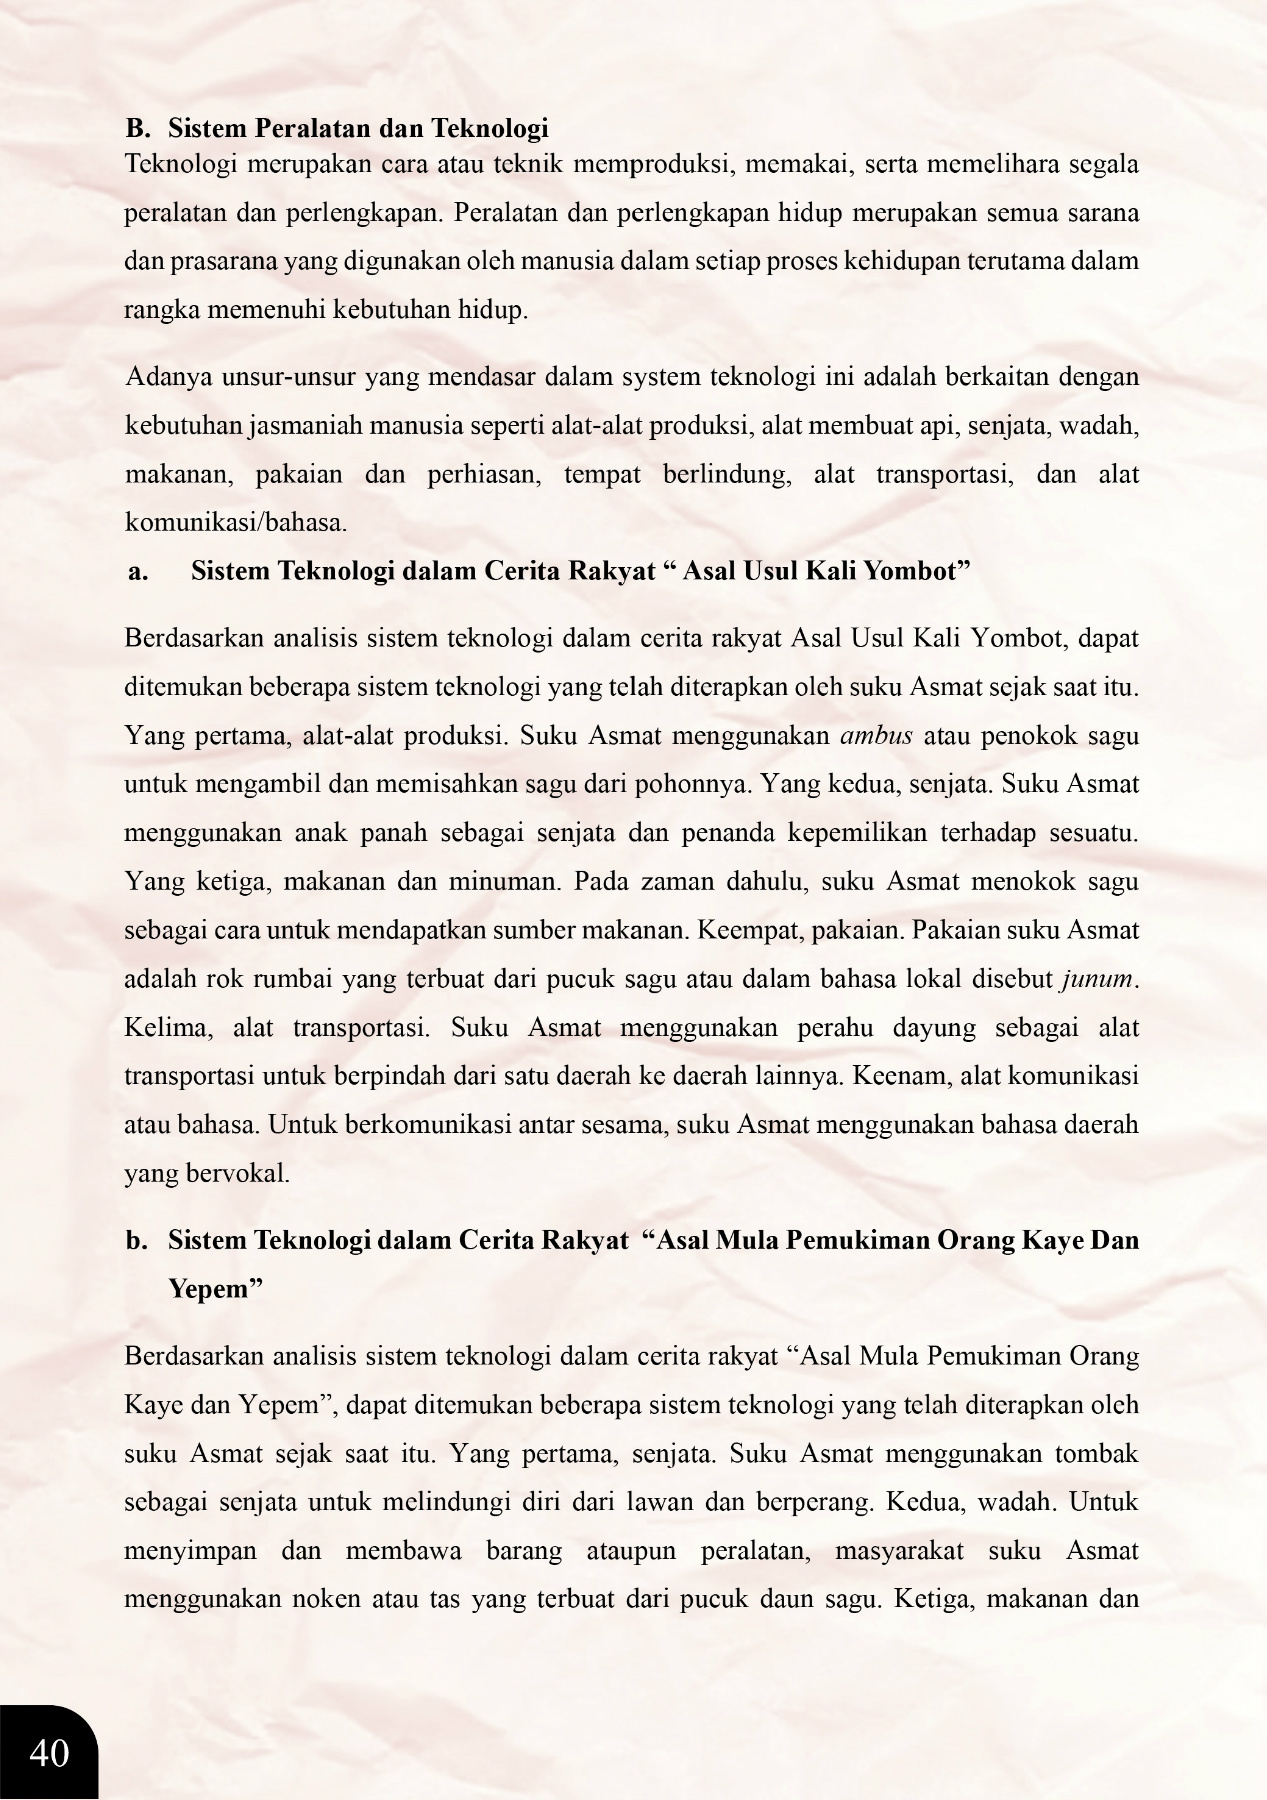 B. Sistem Peralatan dan Teknologi
Teknologi merupakan cara atau teknik memproduksi, memakai, serta memelihara segala
peralatan dan perlengkapan. Peralatan dan perlengkapan hidup merupakan semua sarana
dan prasarana yang digunakan oleh manusia dalam setiap proses kehidupan terutama dalam
rangka memenuhi kebutuhan hidup.
Adanya unsur-unsur yang mendasar dalam system teknologi ini adalah berkaitan dengan
kebutuhan jasmaniah manusia seperti alat-alat produksi, alat membuat api, senjata, wadah,
makanan, pakaian dan perhiasan, tempat berlindung, alat transportasi, dan alat
komunikasi/bahasa.
a. Sistem Teknologi dalam Cerita Rakyat “ Asal Usul Kali Yombot”
Berdasarkan analisis sistem teknologi dalam cerita rakyat Asal Usul Kali Yombot, dapat
ditemukan beberapa sistem teknologi yang telah diterapkan oleh suku Asmat sejak saat itu.
Yang pertama, alat-alat produksi. Suku Asmat menggunakan ambus atau penokok sagu
untuk mengambil dan memisahkan sagu dari pohonnya. Yang kedua, senjata. Suku Asmat
menggunakan anak panah sebagai senjata dan penanda kepemilikan terhadap sesuatu.
Yang ketiga, makanan dan minuman. Pada zaman dahulu, suku Asmat menokok sagu
sebagai cara untuk mendapatkan sumber makanan. Keempat, pakaian. Pakaian suku Asmat
adalah rok rumbai yang terbuat dari pucuk sagu atau dalam bahasa lokal disebut junum.
Kelima, alat transportasi. Suku Asmat menggunakan perahu dayung sebagai alat
transportasi untuk berpindah dari satu daerah ke daerah lainnya. Keenam, alat komunikasi
atau bahasa. Untuk berkomunikasi antar sesama, suku Asmat menggunakan bahasa daerah
yang bervokal.
b. Sistem Teknologi dalam Cerita Rakyat “Asal Mula Pemukiman Orang Kaye Dan
Yepem”
Berdasarkan analisis sistem teknologi dalam cerita rakyat “Asal Mula Pemukiman Orang
Kaye dan Yepem”, dapat ditemukan beberapa sistem teknologi yang telah diterapkan oleh
suku Asmat sejak saat itu. Yang pertama, senjata. Suku Asmat menggunakan tombak
sebagai senjata untuk melindungi diri dari lawan dan berperang. Kedua, wadah. Untuk
menyimpan dan membawa barang ataupun peralatan, masyarakat suku Asmat
menggunakan noken atau tas yang terbuat dari pucuk daun sagu. Ketiga, makanan dan
40